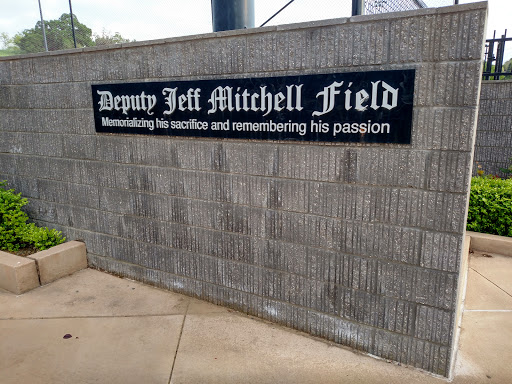 Deputy Jeff Mitchell Field
Memorializing his sacrifice and remembering his passion